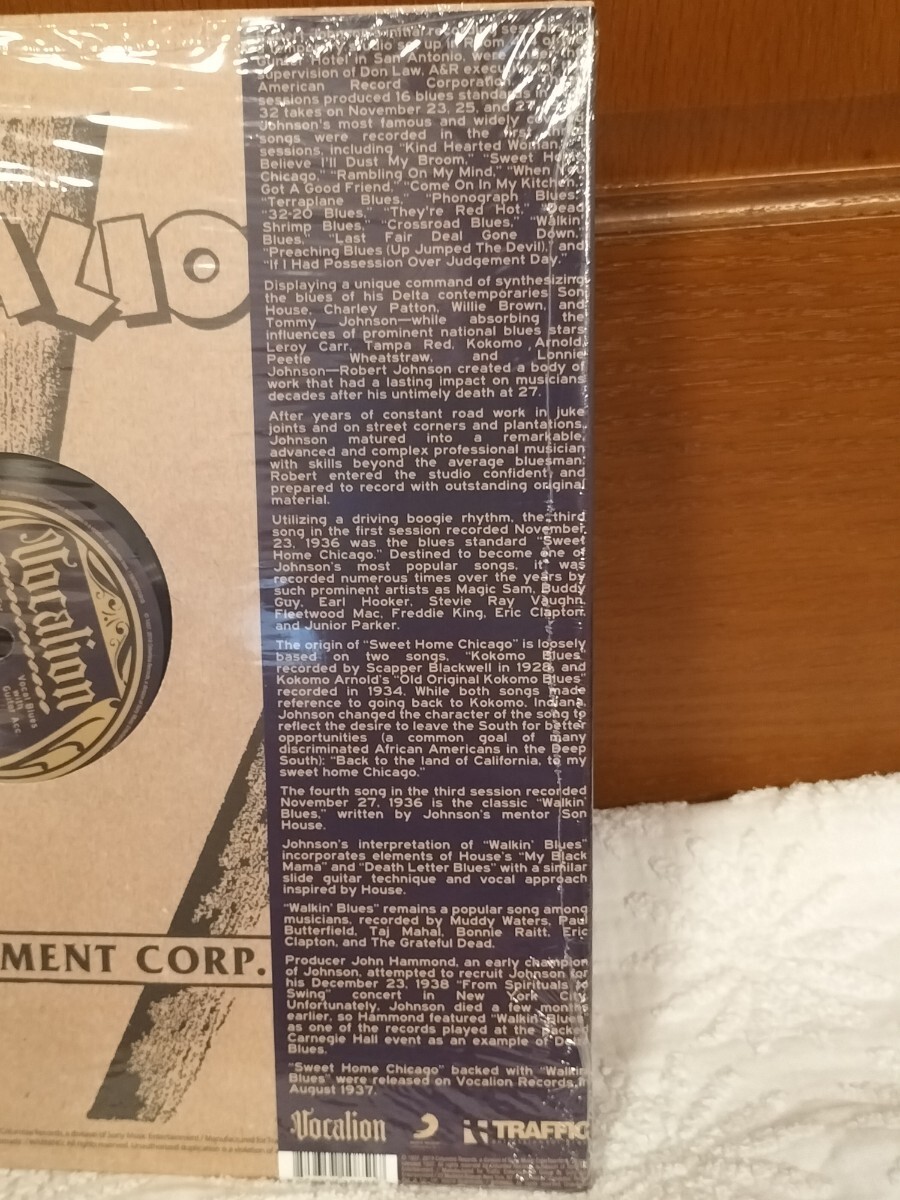 Hotel in San Antonio, were under the
supervision of Don Law, A&R
American Record Corporation.
sessions produced 16 blues standards in
32 takes on November 23, 25, and 27.
Johnson's most famous and widely
songs were recorded in the first three
sessions, including "Kind Hearted Woman,"
Believe I'll Dust My Broom," "Sweet Home
Chicago," "Rambling On My Mind," "When You
Got A Good Friend," "Come On In My Kitchen,"
"Terraplane Blues," "Phonograph Blues,"
"32-20 Blues," "They're Red Hot," "Dead
Shrimp Blues," "Crossroad Blues," "Walkin'
Blues," "Last Fair Deal Gone Down,"
"Preaching Blues (Up Jumped The Devil)," and
"If I Had Possession Over Judgement Day."
Displaying a unique command of synthesizing
the blues of his Delta contemporaries Son
House, Charley Patton, Willie Brown, and
Tommy Johnson—while absorbing the
influences of prominent national blues stars
Leroy Carr, Tampa Red, Kokomo Arnold,
Peetie Wheatstraw, and Lonnie
Johnson—Robert Johnson created a body of
work that had a lasting impact on musicians
decades after his untimely death at 27.
After years of constant road work in juke
joints and on street corners and plantations,
Johnson matured into a remarkable,
advanced and complex professional musician
with skills beyond the average bluesman.
Robert entered the studio confident and
prepared to record with outstanding original
material.
Utilizing a driving boogie rhythm, the third
song in the first session recorded November
23, 1936 was the blues standard "Sweet
Home Chicago." Destined to become one of
Johnson's most popular songs, it was
recorded numerous times over the years by
such prominent artists as Magic Sam, Buddy
Guy, Earl Hooker, Stevie Ray Vaughn,
Fleetwood Mac, Freddie King, Eric Clapton,
and Junior Parker.
The origin of "Sweet Home Chicago" is loosely
based on two songs, "Kokomo Blues"
recorded by Scapper Blackwell in 1928 and
Kokomo Arnold's "Old Original Kokomo Blues"
recorded in 1934. While both songs made
reference to going back to Kokomo, Indiana,
Johnson changed the character of the song to
reflect the desire to leave the South for better
opportunities (a common goal of many
discriminated African Americans in the Deep
South): "Back to the land of California, to my
sweet home Chicago."
The fourth song in the third session recorded
November 27, 1936 is the classic "Walkin'
Blues," written by Johnson's mentor Son
House.
Johnson's interpretation of "Walkin' Blues"
incorporates elements of House's "My Black
Mama" and "Death Letter Blues" with a similar
slide guitar technique and vocal approach
inspired by House.
"Walkin' Blues" remains a popular song among
musicians, recorded by Muddy Waters, Paul
Butterfield, Taj Mahal, Bonnie Raitt, Eric
Clapton, and The Grateful Dead.
Producer John Hammond, an early champion
of Johnson, attempted to recruit Johnson for
his December 23, 1938 "From Spirituals to
Swing" concert in New York City.
Unfortunately, Johnson died a few months
earlier, so Hammond featured "Walkin' Blues"
as one of the records played at the packed
Carnegie Hall event as an example of Delta
Blues.
"Sweet Home Chicago" backed with "Walkin'
Blues" were released on Vocalion Records in
August 1937.
Vocalion
TRAFFIC
ALIO
Vocalion
Vocal Blues
with
Guitar Acc.
MENT CORP.